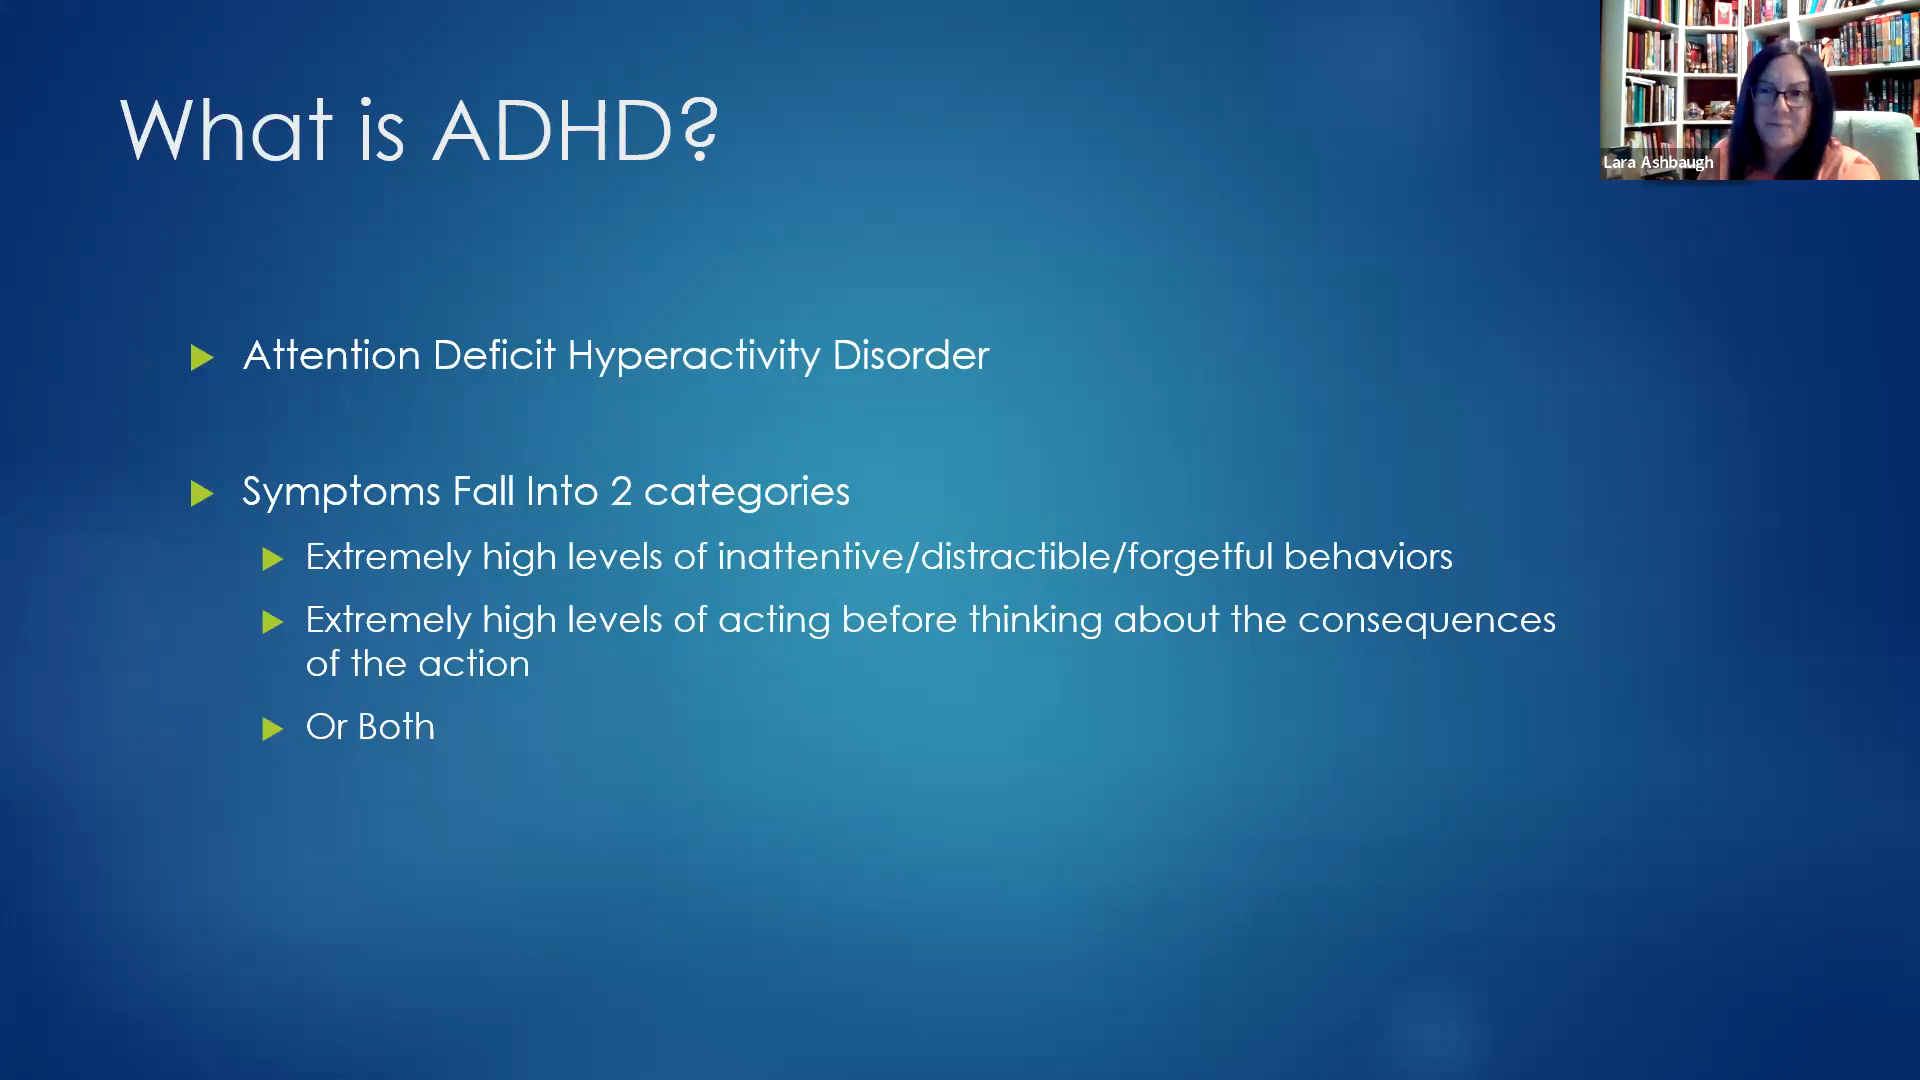 What is ADHD?
Lara Ashbaugh
Attention Deficit Hyperactivity Disorder
Symptoms Fall Into 2 categories
Extremely high levels of inattentive/distractible/forgetful behaviors
Extremely high levels of acting before thinking about the consequences
of the action
Or Both